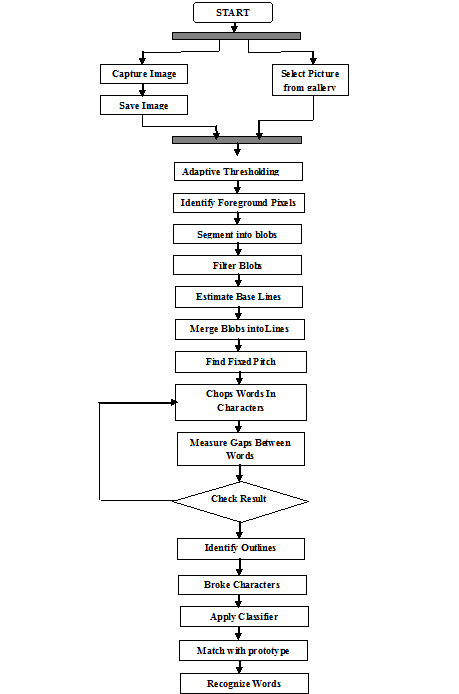 START
Capture Image
Select Picture
from gallery
Save Image
Adaptive Thresholding
Identify Foreground Pixels
Segment into blobs
Filter Blobs
Estimate Base Lines
Merge Blobs into Lines
Find Fixed Pitch
Chops Words In
Characters
Measure Gaps Between
Words
Check Result
Identify Outlines
Broke Characters
Apply Classifier
Match with prototype
Recognize Words